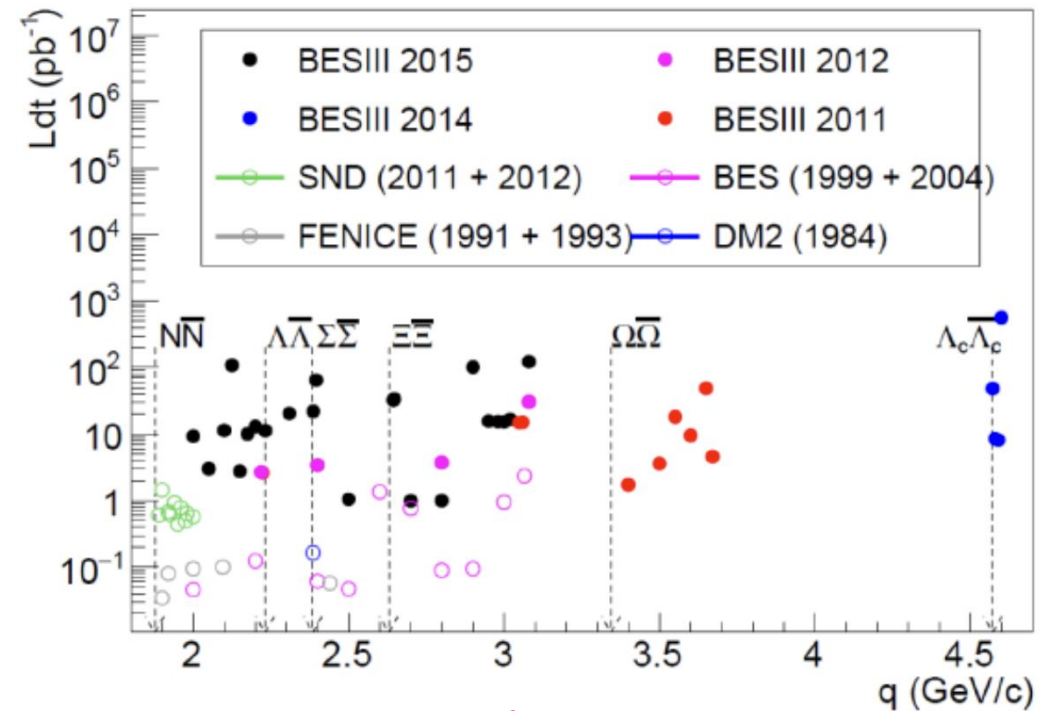 Ldt (pb⁻¹)
10⁷
10⁶
10⁵
10⁴
10³
10²
10
1
10⁻¹
BESIII 2015
BESIII 2012
BESIII 2014
BESIII 2011
SND (2011 + 2012)
BES (1999 + 2004)
FENICE (1991 + 1993)
DM2 (1984)
NN̅
ΛΛ̅
ΣΣ̅
ΞΞ̅
ΩΩ̅
Λ_cΛ̅_c
2 2.5 3 3.5 4 4.5
q (GeV/c)